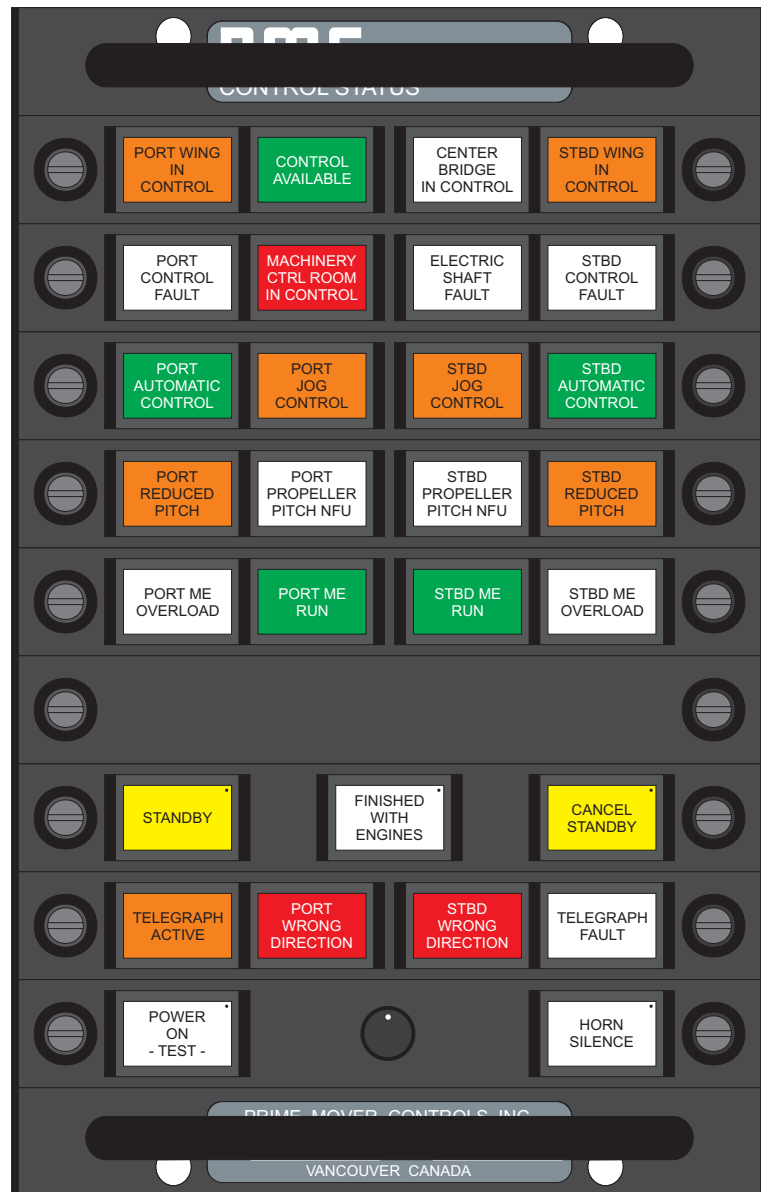 CONTROL STATUS
PORT WING
IN
CONTROL
CONTROL
AVAILABLE
CENTER
BRIDGE
IN CONTROL
STBD WING
IN
CONTROL
PORT
CONTROL
FAULT
MACHINERY
CTRL ROOM
IN CONTROL
ELECTRIC
SHAFT
FAULT
STBD
CONTROL
FAULT
PORT
AUTOMATIC
CONTROL
PORT
JOG
CONTROL
STBD
JOG
CONTROL
STBD
AUTOMATIC
CONTROL
PORT
REDUCED
PITCH
PORT
PROPELLER
PITCH NFU
STBD
PROPELLER
PITCH NFU
STBD
REDUCED
PITCH
PORT ME
OVERLOAD
PORT ME
RUN
STBD ME
RUN
STBD ME
OVERLOAD
STANDBY
FINISHED
WITH
ENGINES
CANCEL
STANDBY
TELEGRAPH
ACTIVE
PORT
WRONG
DIRECTION
STBD
WRONG
DIRECTION
TELEGRAPH
FAULT
POWER
ON
- TEST -
HORN
SILENCE
PRIME MOVER CONTROLS INC
VANCOUVER CANADA